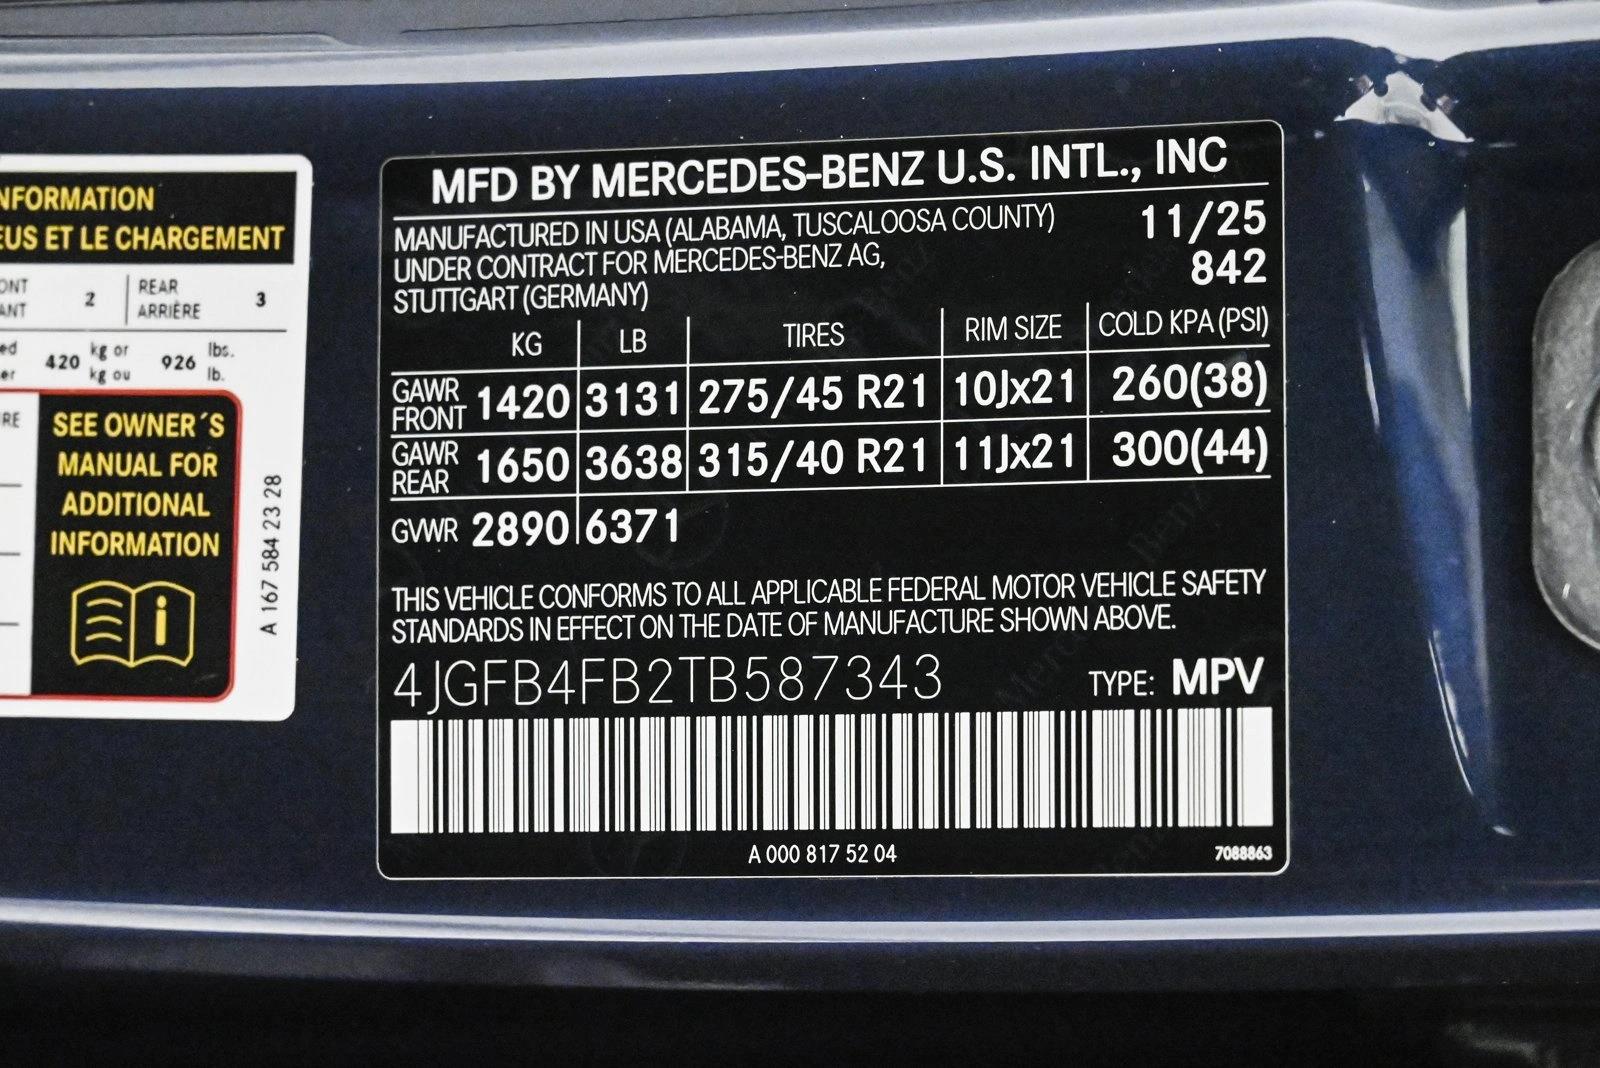 NFORMATION
EUS ET LE CHARGEMENT
ONT
ANT
2
REAR
ARRIÈRE
3
ed
er
420
kg or
kg ou
926
lbs.
lb.
RE
SEE OWNER´S
MANUAL FOR
ADDITIONAL
INFORMATION
i
A 167 584 23 28
MFD BY MERCEDES-BENZ U.S. INTL., INC
MANUFACTURED IN USA (ALABAMA, TUSCALOOSA COUNTY) 11/25
UNDER CONTRACT FOR MERCEDES-BENZ AG, 842
STUTTGART (GERMANY)
KG LB TIRES RIM SIZE COLD KPA (PSI)
GAWR
FRONT 1420 3131 275/45 R21 10Jx21 260(38)
GAWR
REAR 1650 3638 315/40 R21 11Jx21 300(44)
GVWR 2890 6371
THIS VEHICLE CONFORMS TO ALL APPLICABLE FEDERAL MOTOR VEHICLE SAFETY
STANDARDS IN EFFECT ON THE DATE OF MANUFACTURE SHOWN ABOVE.
4JGFB4FB2TB587343 TYPE: MPV
A 000 817 52 04 7088863